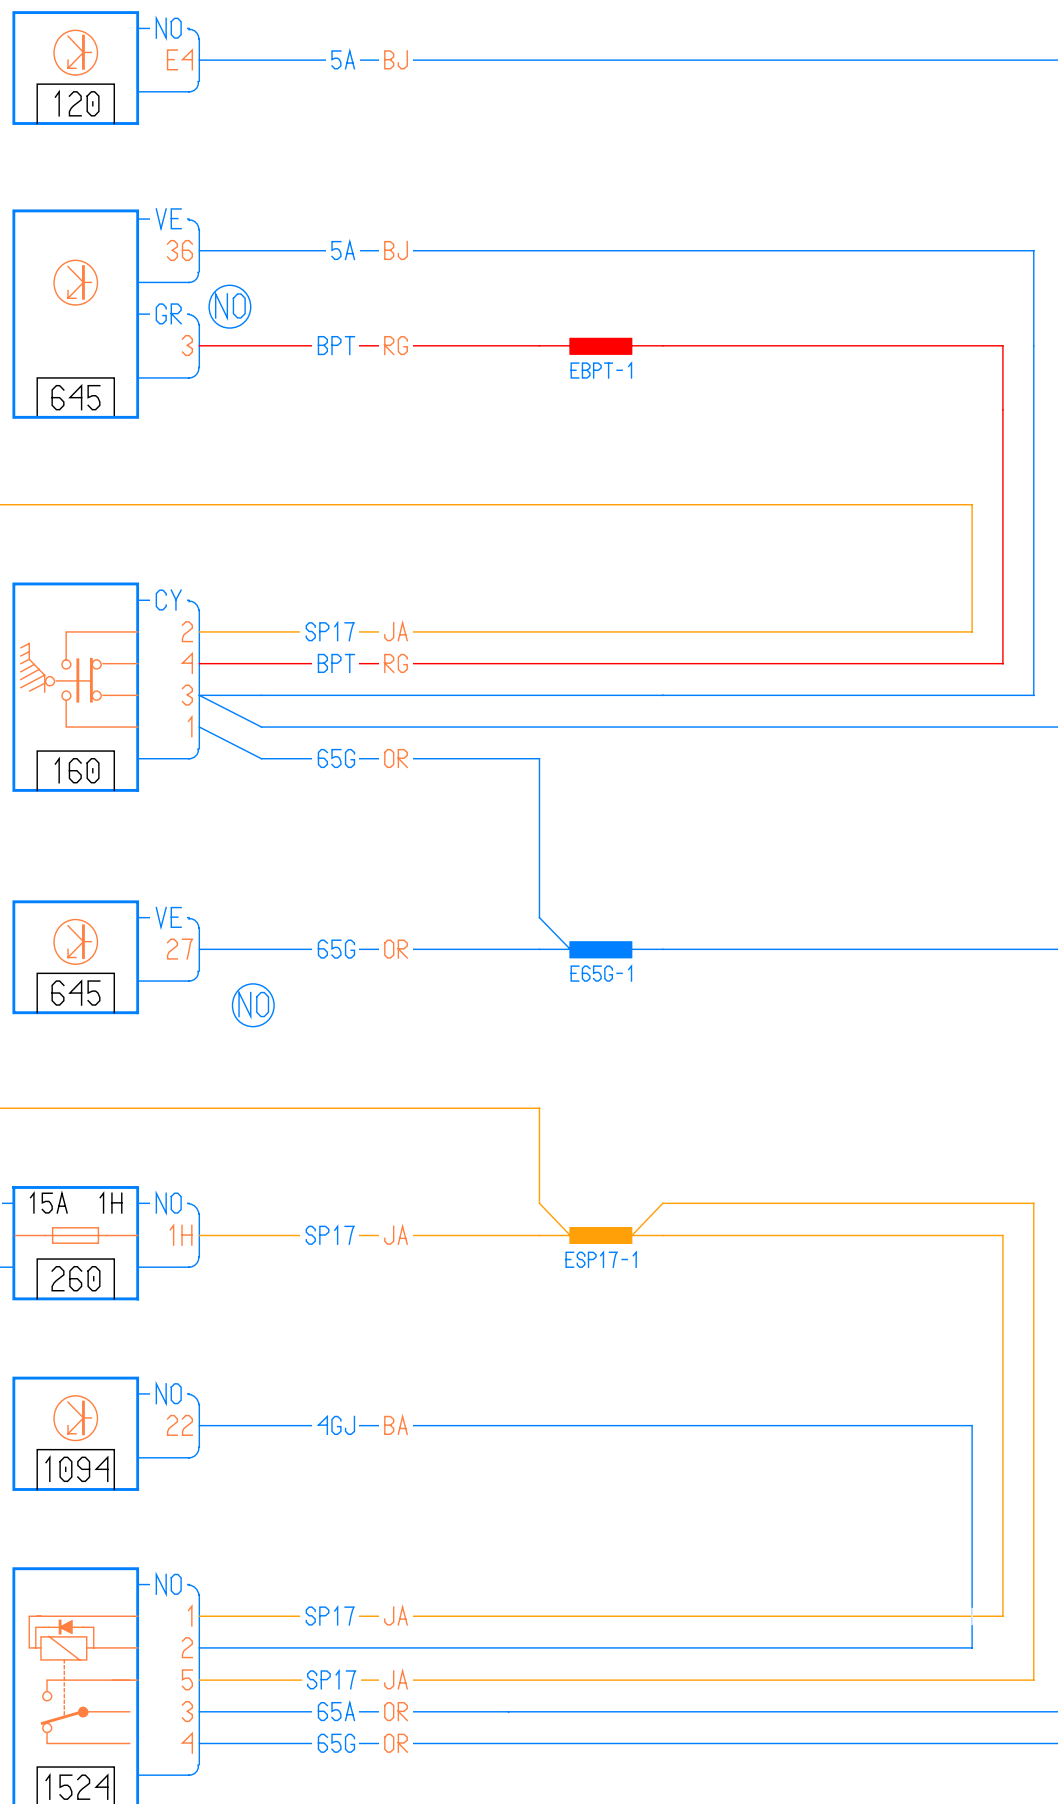 NO
E4 5A BJ
120
VE
36 5A BJ
NO
GR
3 BPT RG
EBPT-1
645
CY
2 SP17 JA
4 BPT RG
3
1
65G OR
160
VE
27 65G OR
E65G-1
645
NO
15A 1H NO
1H SP17 JA
ESP17-1
260
NO
22 4GJ BA
1094
NO
1 SP17 JA
2
5 SP17 JA
3 65A OR
4 65G OR
1524